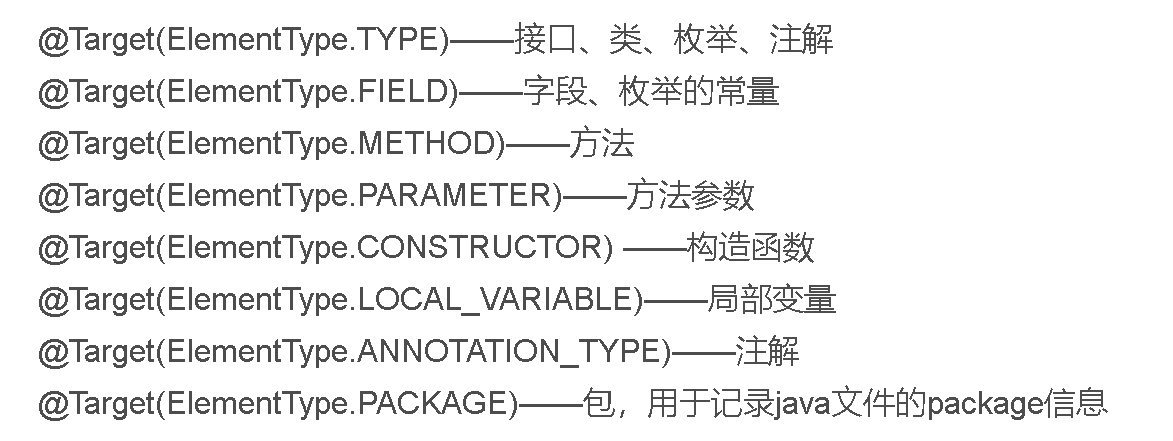 @Target(ElementType.TYPE)——接口、类、枚举、注解
@Target(ElementType.FIELD)——字段、枚举的常量
@Target(ElementType.METHOD)——方法
@Target(ElementType.PARAMETER)——方法参数
@Target(ElementType.CONSTRUCTOR) ——构造函数
@Target(ElementType.LOCAL_VARIABLE)——局部变量
@Target(ElementType.ANNOTATION_TYPE)——注解
@Target(ElementType.PACKAGE)——包，用于记录java文件的package信息